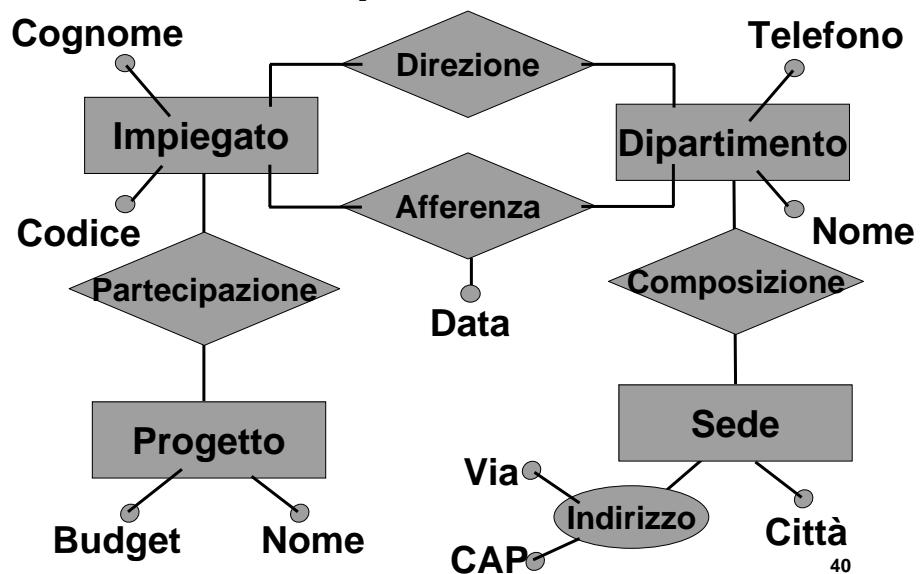 Cognome
Telefono
Direzione
Impiegato
Dipartimento
Afferenza
Codice
Nome
Partecipazione
Composizione
Data
Progetto
Sede
Via
Indirizzo
Budget
Nome
Città
CAP
40